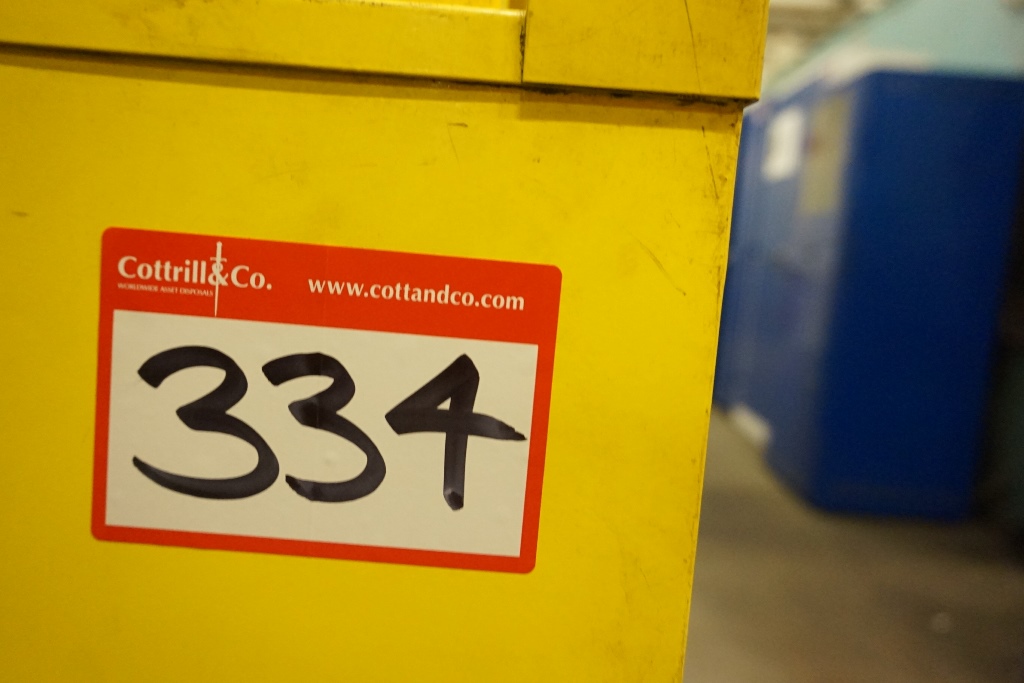 Cottrill&Co.
WORLDWIDE ASSET DISPOSALS
www.cottandco.com
334